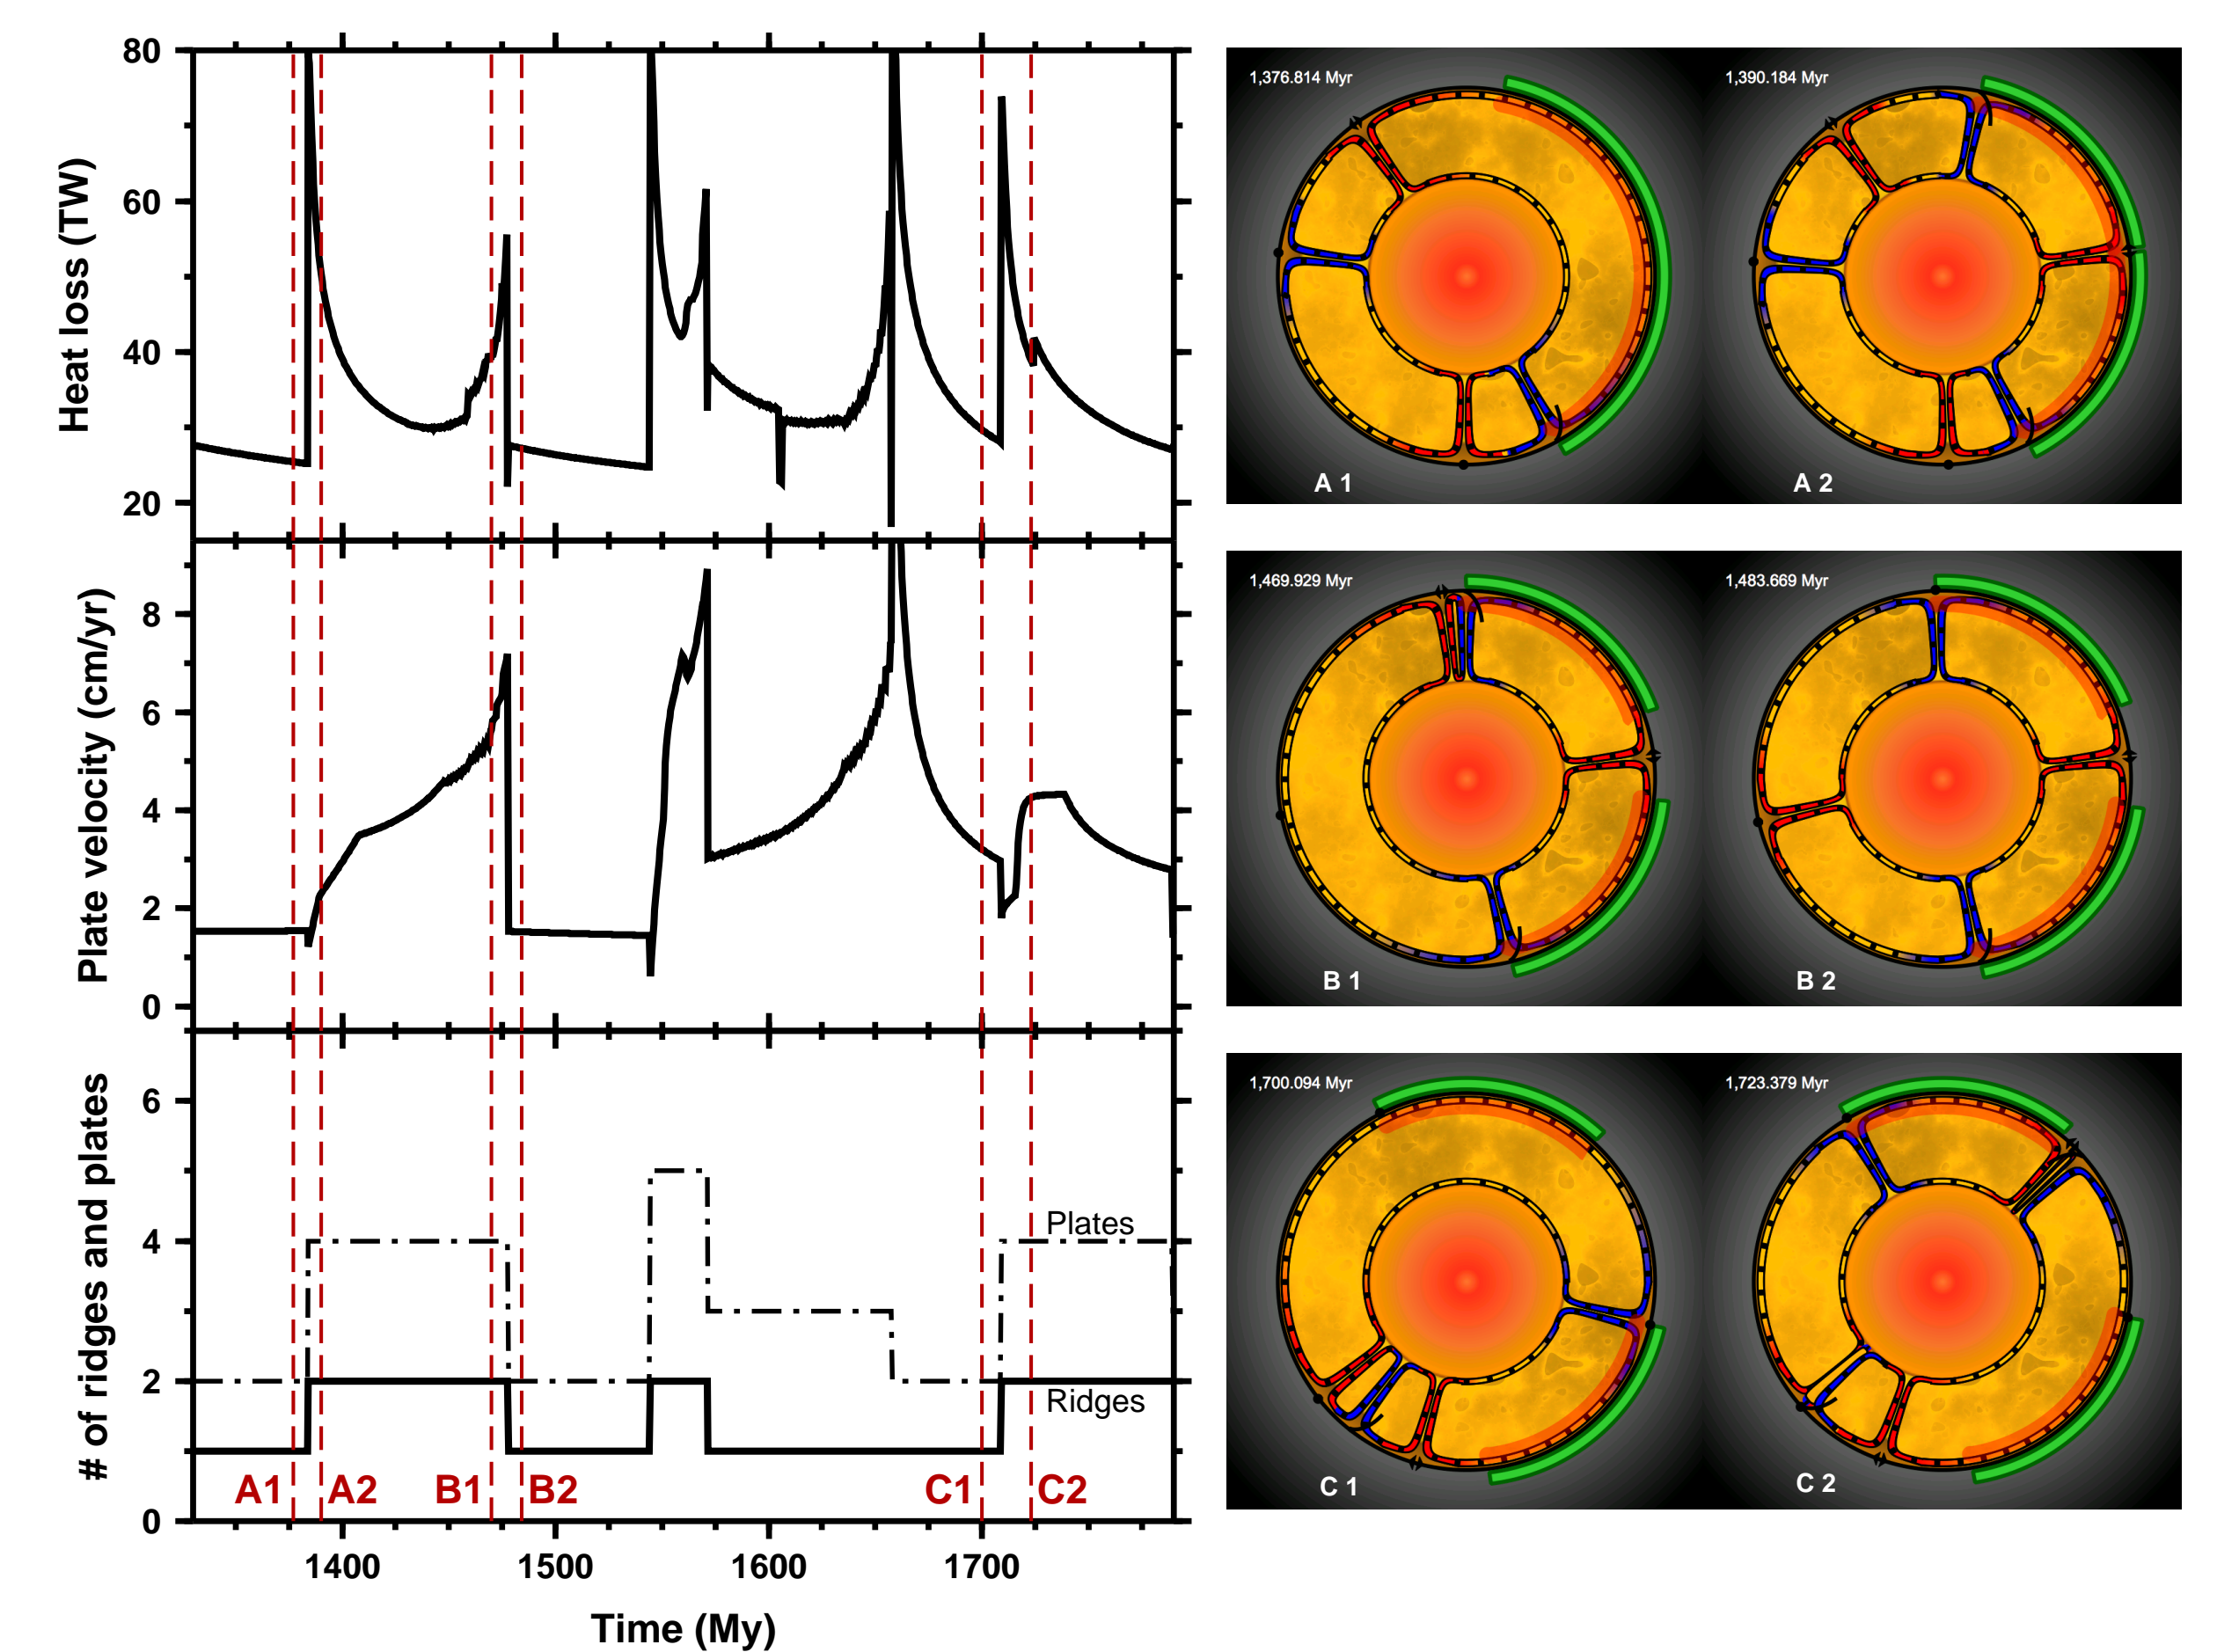 Heat loss (TW)
80
60
40
20
Plate velocity (cm/yr)
8
6
4
2
0
# of ridges and plates
6
4
2
0
Plates
Ridges
A1 A2 B1 B2 C1 C2
1400 1500 1600 1700
Time (My)
1,376.814 Myr
1,390.184 Myr
A 1
A 2
1,469.929 Myr
1,483.669 Myr
B 1
B 2
1,700.094 Myr
1,723.379 Myr
C 1
C 2